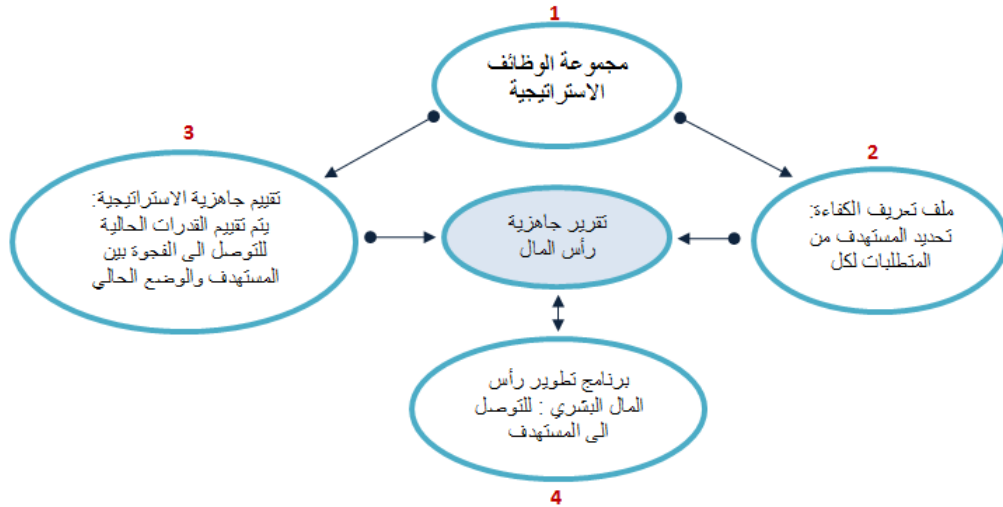 1
مجموعة الوظائف
الاستراتيجية
2
ملف تعريف الكفاءة:
تحديد المستهدف من
المتطلبات لكل
3
تقييم جاهزية الاستراتيجية:
يتم تقييم القدرات الحالية
للتوصل الى الفجوة بين
المستهدف والوضع الحالي
تقرير جاهزية
رأس المال
برنامج تطوير رأس
المال البشري : للتوصل
الى المستهدف
4